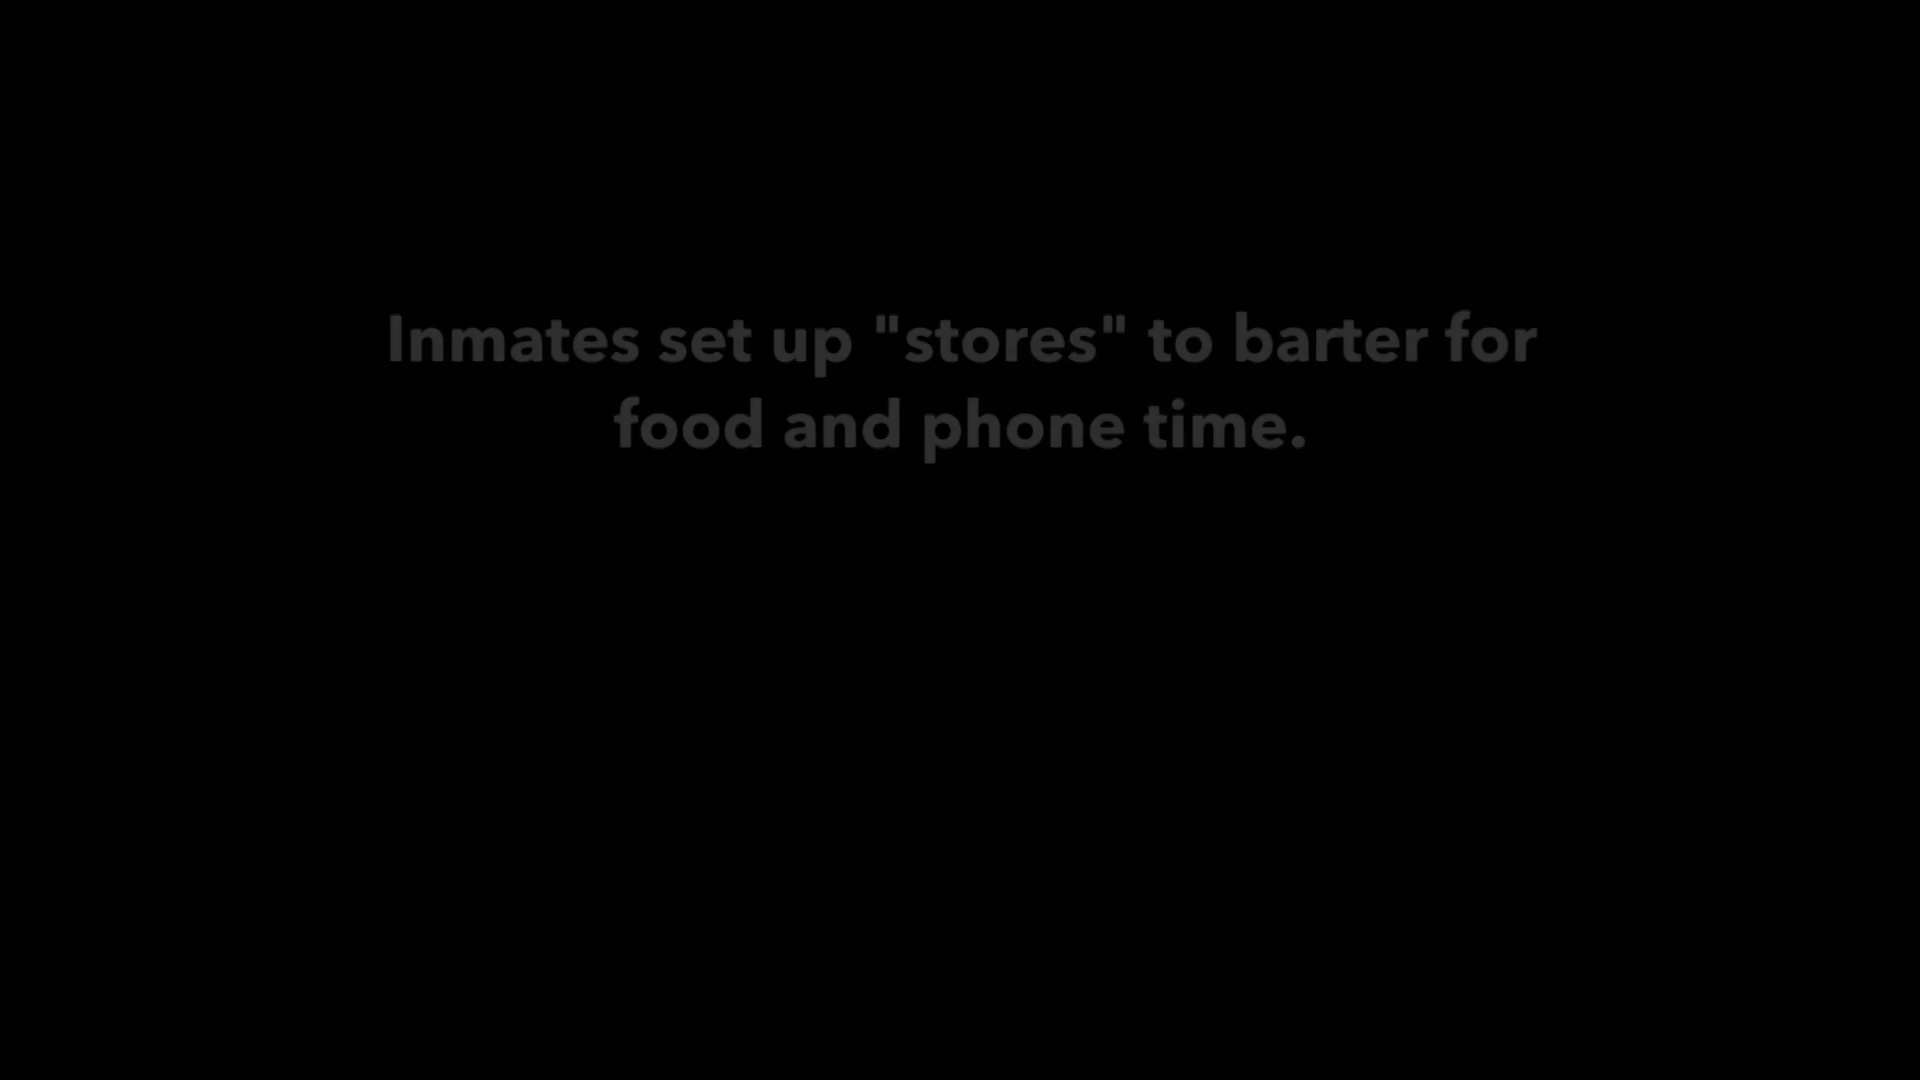 Inmates set up "stores" to barter for
food and phone time.